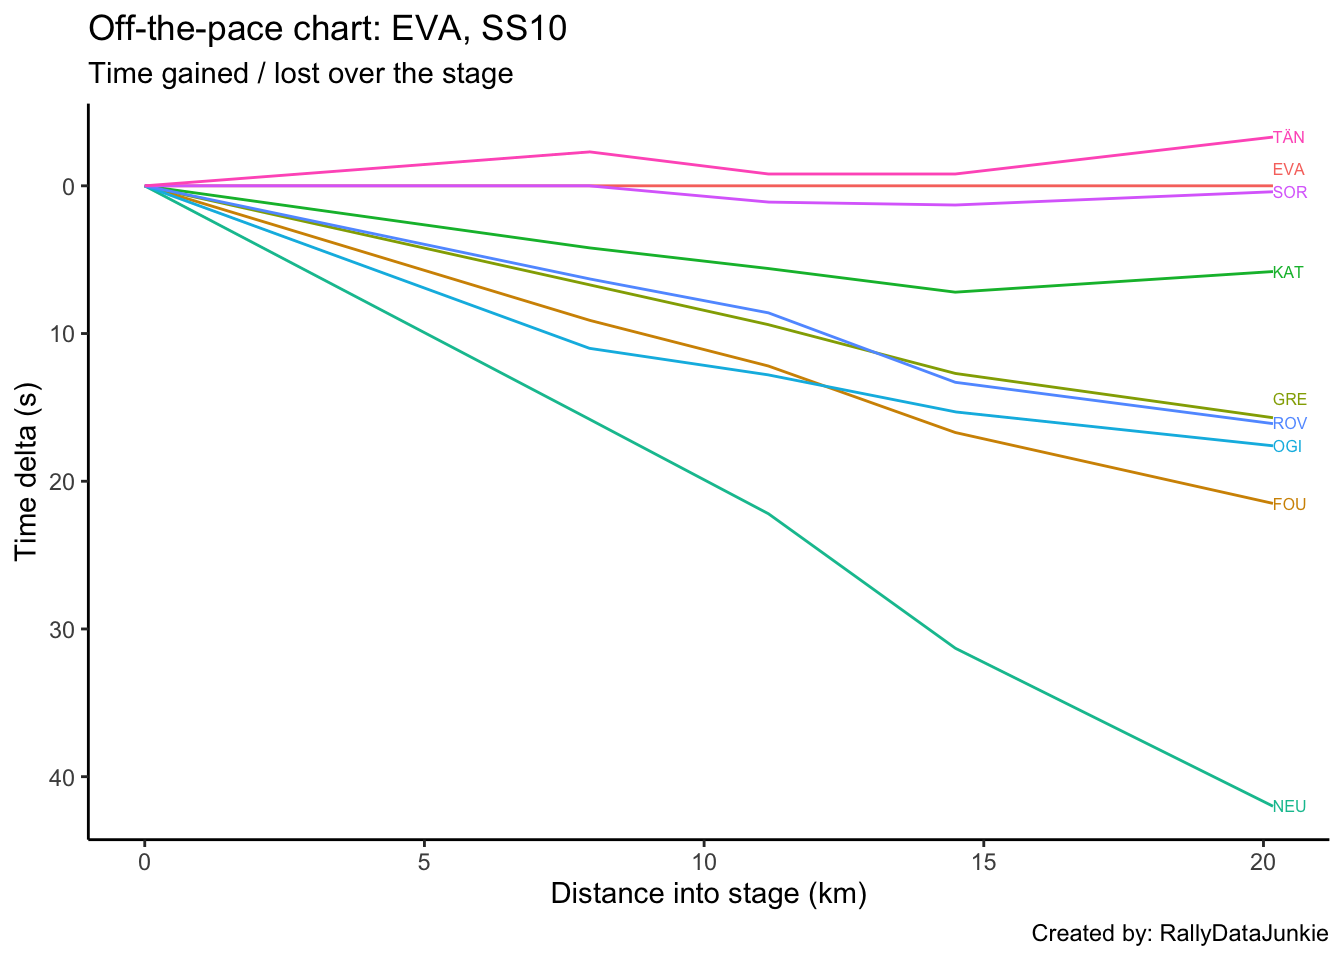 Off-the-pace chart: EVA, SS10
Time gained / lost over the stage
TÄN
EVA
0
SOR
KAT
10
GRE
ROV
OGI
20
FOU
30
40
NEU
Time delta (s)
0 5 10 15 20
Distance into stage (km)
Created by: RallyDataJunkie